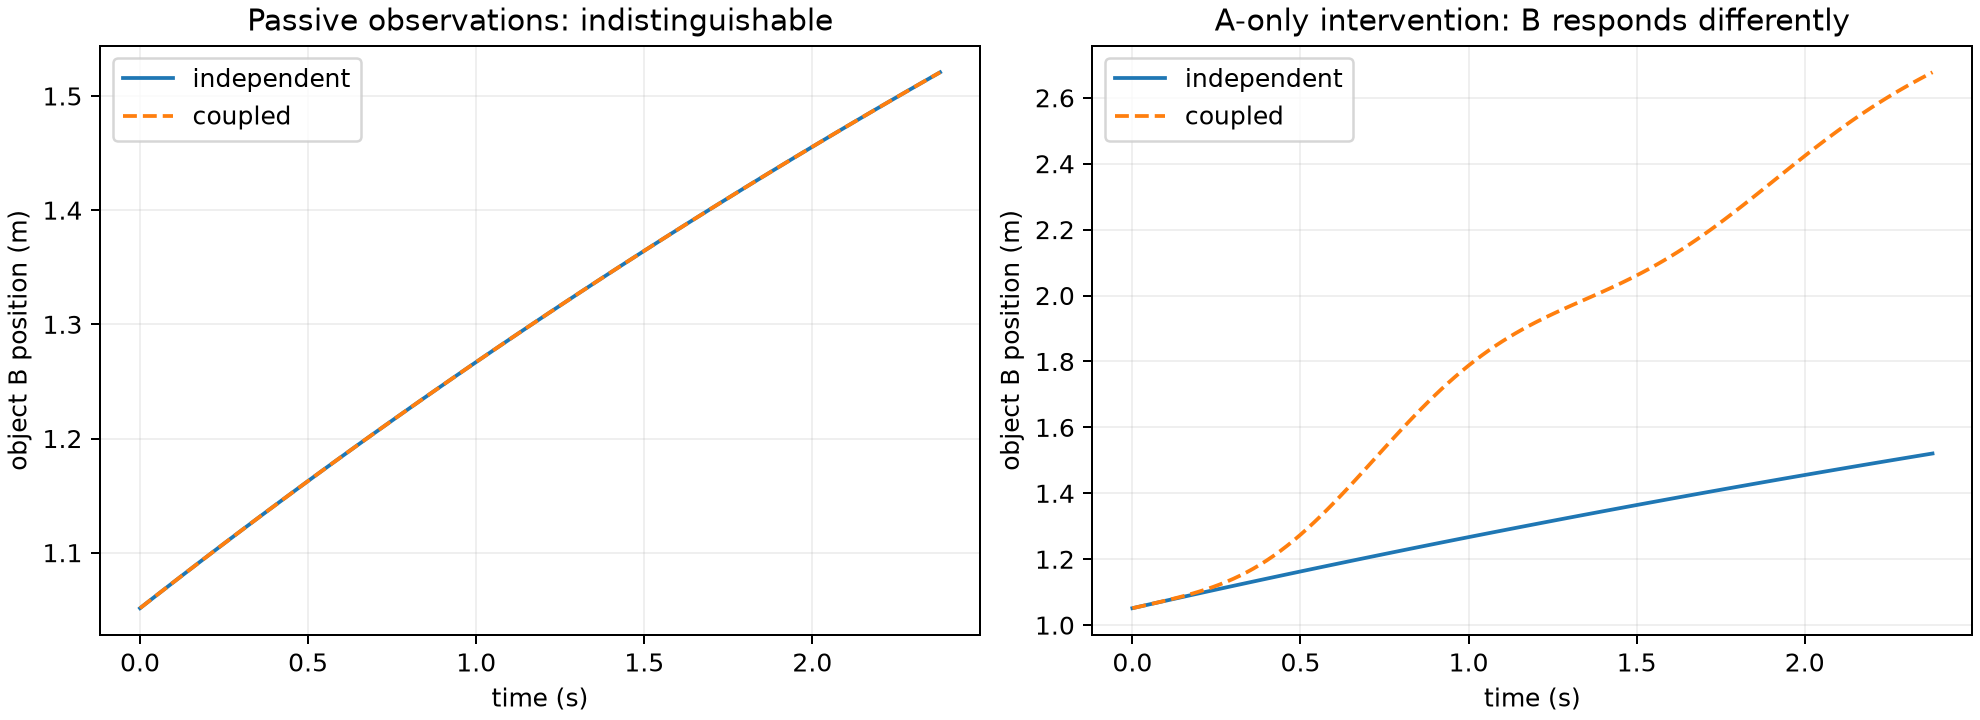 Passive observations: indistinguishable
independent
coupled
1.5
1.4
1.3
1.2
1.1
object B position (m)
0.0 0.5 1.0 1.5 2.0
time (s)
A-only intervention: B responds differently
independent
coupled
2.6
2.4
2.2
2.0
1.8
1.6
1.4
1.2
1.0
object B position (m)
0.0 0.5 1.0 1.5 2.0
time (s)